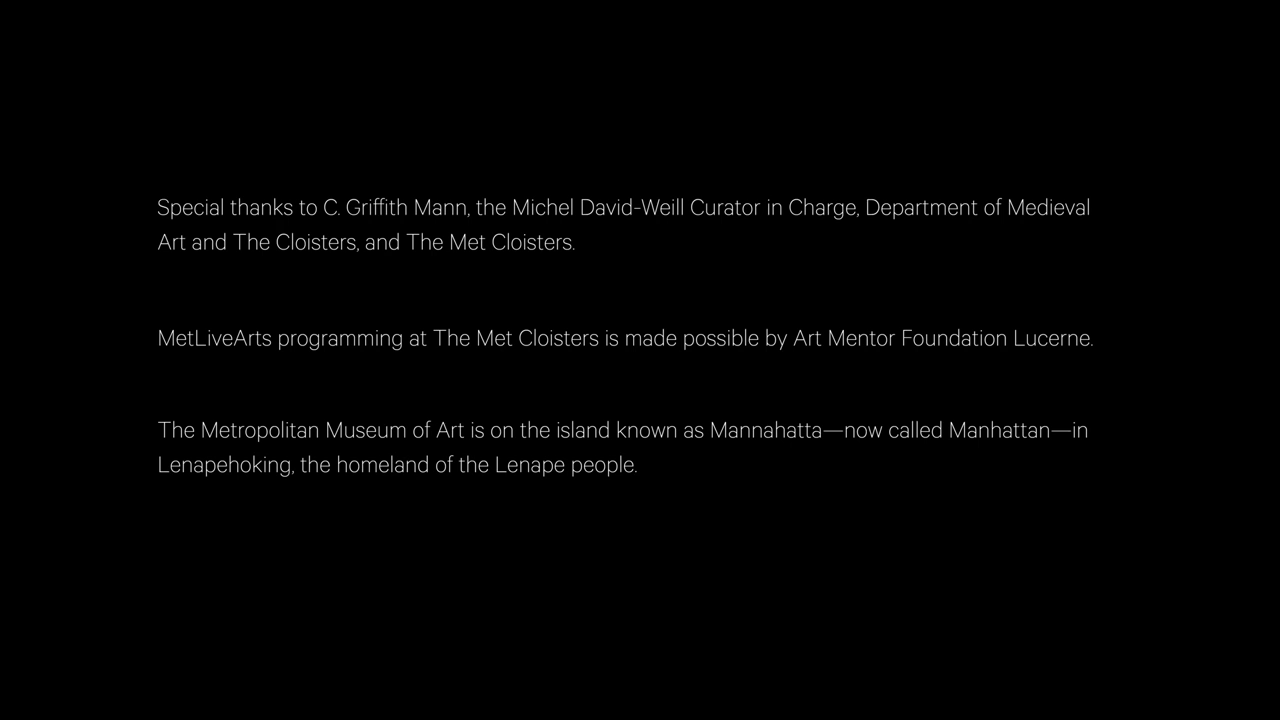 Special thanks to C. Griffith Mann, the Michel David-Weill Curator in Charge, Department of Medieval
Art and The Cloisters, and The Met Cloisters.
MetLiveArts programming at The Met Cloisters is made possible by Art Mentor Foundation Lucerne.
The Metropolitan Museum of Art is on the island known as Mannahatta—now called Manhattan—in
Lenapehoking, the homeland of the Lenape people.